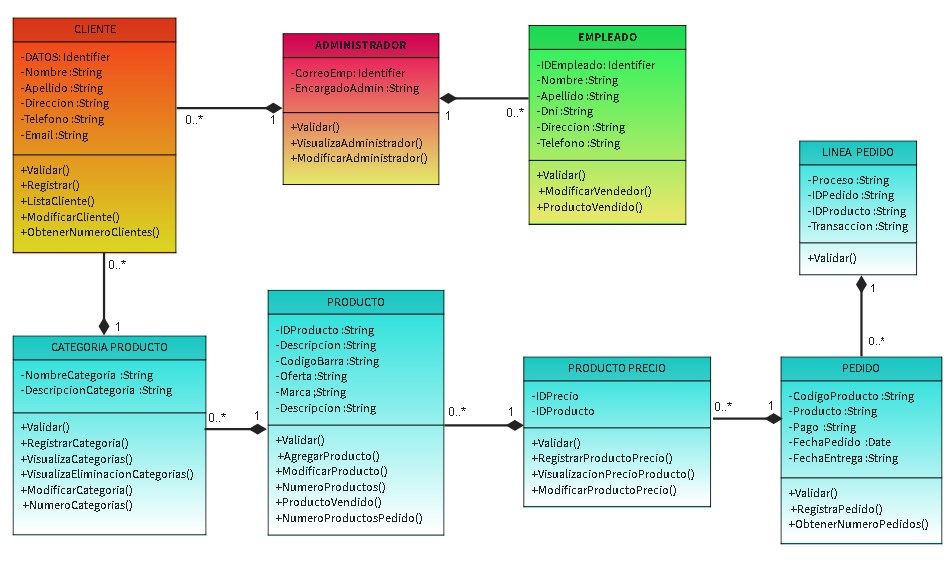 CLIENTE
-DATOS: Identifier
-Nombre :String
-Apellido :String
-Direccion :String
-Telefono :String
-Email :String
+Validar()
+Registrar()
+ListaCliente()
+ModificarCliente()
+ObtenerNumeroClientes()
0..*
1
ADMINISTRADOR
-CorreoEmp: Identifier
-EncargadoAdmin :String
+Validar()
+VisualizaAdministrador()
+ModificarAdministrador()
1
0..*
EMPLEADO
-IDEmpleado: Identifier
-Nombre :String
-Apellido :String
-Dni :String
-Direccion :String
-Telefono :String
+Validar()
+ModificarVendedor()
+ProductoVendido()
LINEA PEDIDO
-Proceso :String
-IDPedido :String
-IDProducto :String
-Transaccion :String
+Validar()
0..*
1
CATEGORIA PRODUCTO
-NombreCategoria :String
-DescripcionCategoria :String
+Validar()
+RegistrarCategoria()
+VisualizaCategorias()
+VisualizaEliminacionCategorias()
+ModificarCategoria()
+NumeroCategorias()
0..*
1
PRODUCTO
-IDProducto :String
-Descripcion :String
-CodigoBarra :String
-Oferta :String
-Marca ;String
-Descripcion :String
+Validar()
+AgregarProducto()
+ModificarProducto()
+NumeroProductos()
+ProductoVendido()
+NumeroProductosPedido()
0..*
1
PRODUCTO PRECIO
-IDPrecio
-IDProducto
+Validar()
+RegistrarProductoPrecio()
+VisualizacionPrecioProducto()
+ModificarProductoPrecio()
0..*
1
1
0..*
PEDIDO
-CodigoProducto :String
-Producto :String
-Pago :String
-FechaPedido :Date
-FechaEntrega :String
+Validar()
+RegistraPedido()
+ObtenerNumeroPedidos()